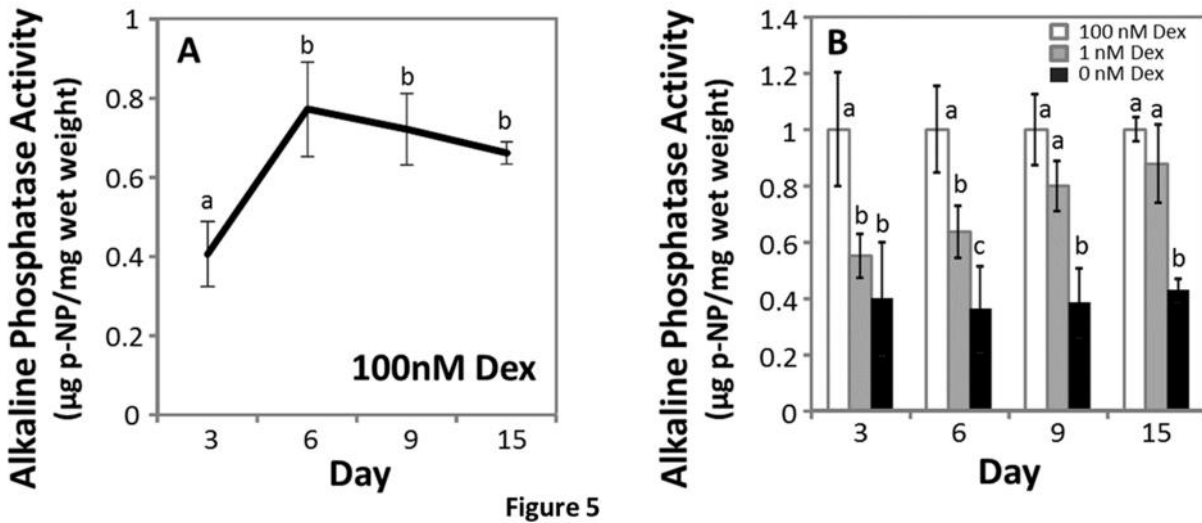 Alkaline Phosphatase Activity
(µg p-NP/mg wet weight)
A
1
0.8
0.6
0.4
0.2
0
a
b
b
b
100nM Dex
3 6 9 15
Day
Alkaline Phosphatase Activity
(µg p-NP/mg wet weight)
B
100 nM Dex
1 nM Dex
0 nM Dex
1.4
1.2
1
0.8
0.6
0.4
0.2
0
a b b
a b c
a a b
a a b
3 6 9 15
Day
Figure 5